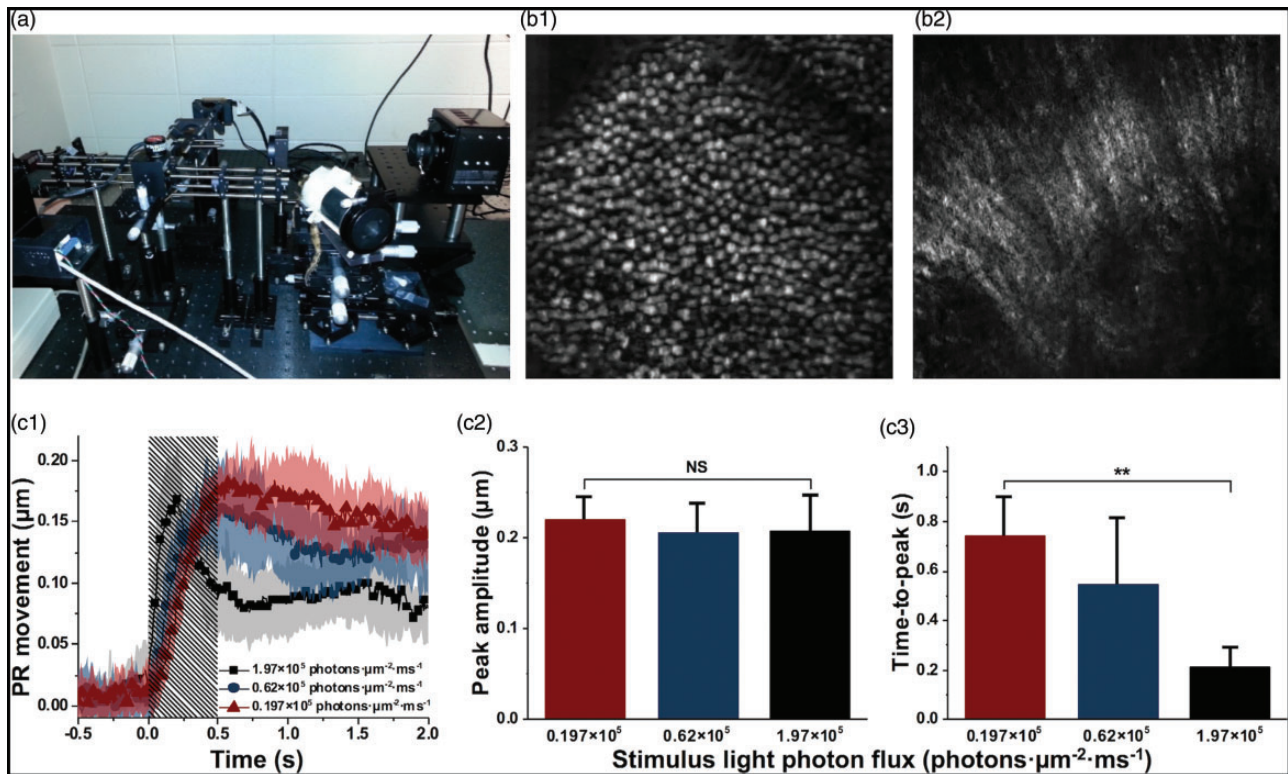 (a)
(b1)
(b2)
(c1)
PR movement (µm)
0.20
0.15
0.10
0.05
0.00
1.97×10⁵ photons·µm⁻²·ms⁻¹
0.62×10⁵ photons·µm⁻²·ms⁻¹
0.197×10⁵ photons·µm⁻²·ms⁻¹
-0.5 0.0 0.5 1.0 1.5 2.0
Time (s)
(c2)
Peak amplitude (µm)
0.3
0.2
0.1
0.0
NS
0.197×10⁵ 0.62×10⁵ 1.97×10⁵
(c3)
Time-to-peak (s)
1.0
0.8
0.6
0.4
0.2
0.0
**
0.197×10⁵ 0.62×10⁵ 1.97×10⁵
Stimulus light photon flux (photons·µm⁻²·ms⁻¹)